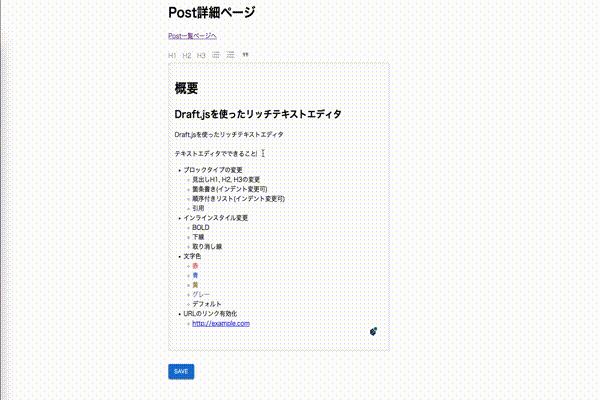 Post詳細ページ
Post一覧ページへ
H1 H2 H3
概要
Draft.jsを使ったリッチテキストエディタ
Draft.jsを使ったリッチテキストエディタ
テキストエディタでできること
ブロックタイプの変更
見出しH1, H2, H3の変更
箇条書き(インデント変更可)
順序付きリスト(インデント変更可)
引用
インラインスタイル変更
BOLD
下線
取り消し線
文字色
赤
青
黄
グレー
デフォルト
URLのリンク有効化
http://example.com
SAVE